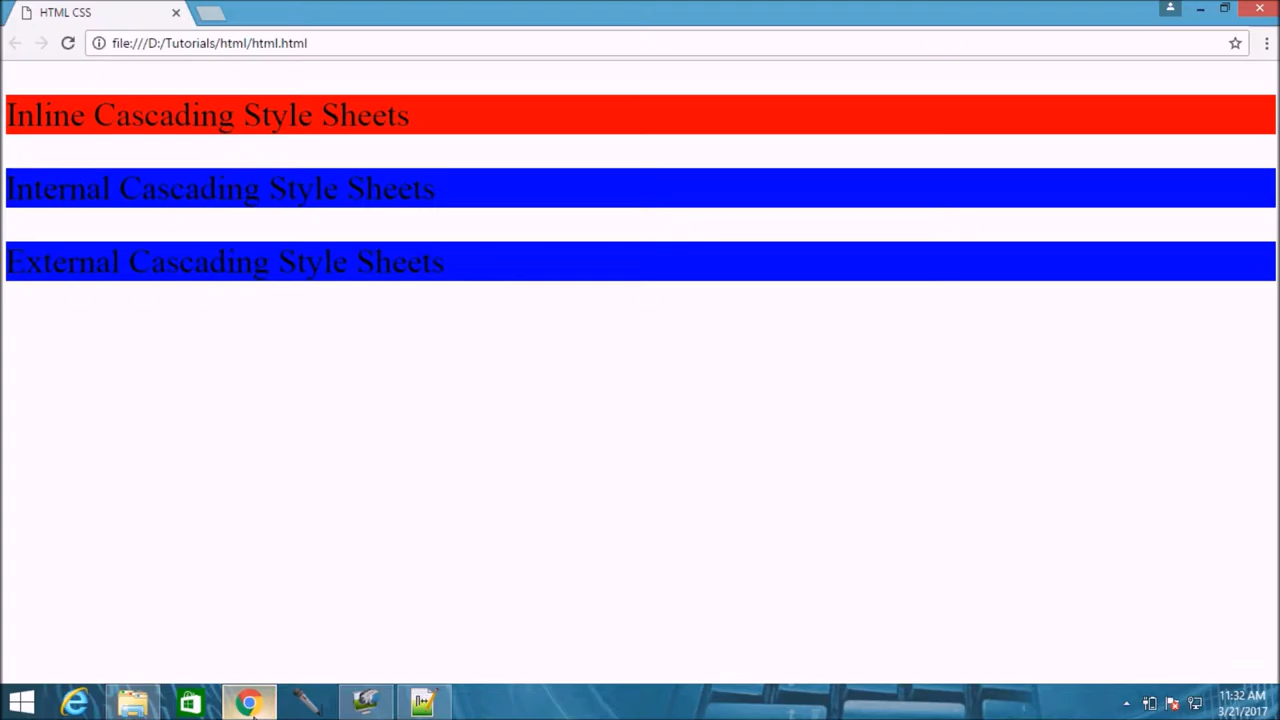 HTML CSS
file:///D:/Tutorials/html/html.html
Inline Cascading Style Sheets
Internal Cascading Style Sheets
External Cascading Style Sheets
11:32 AM
3/21/2017